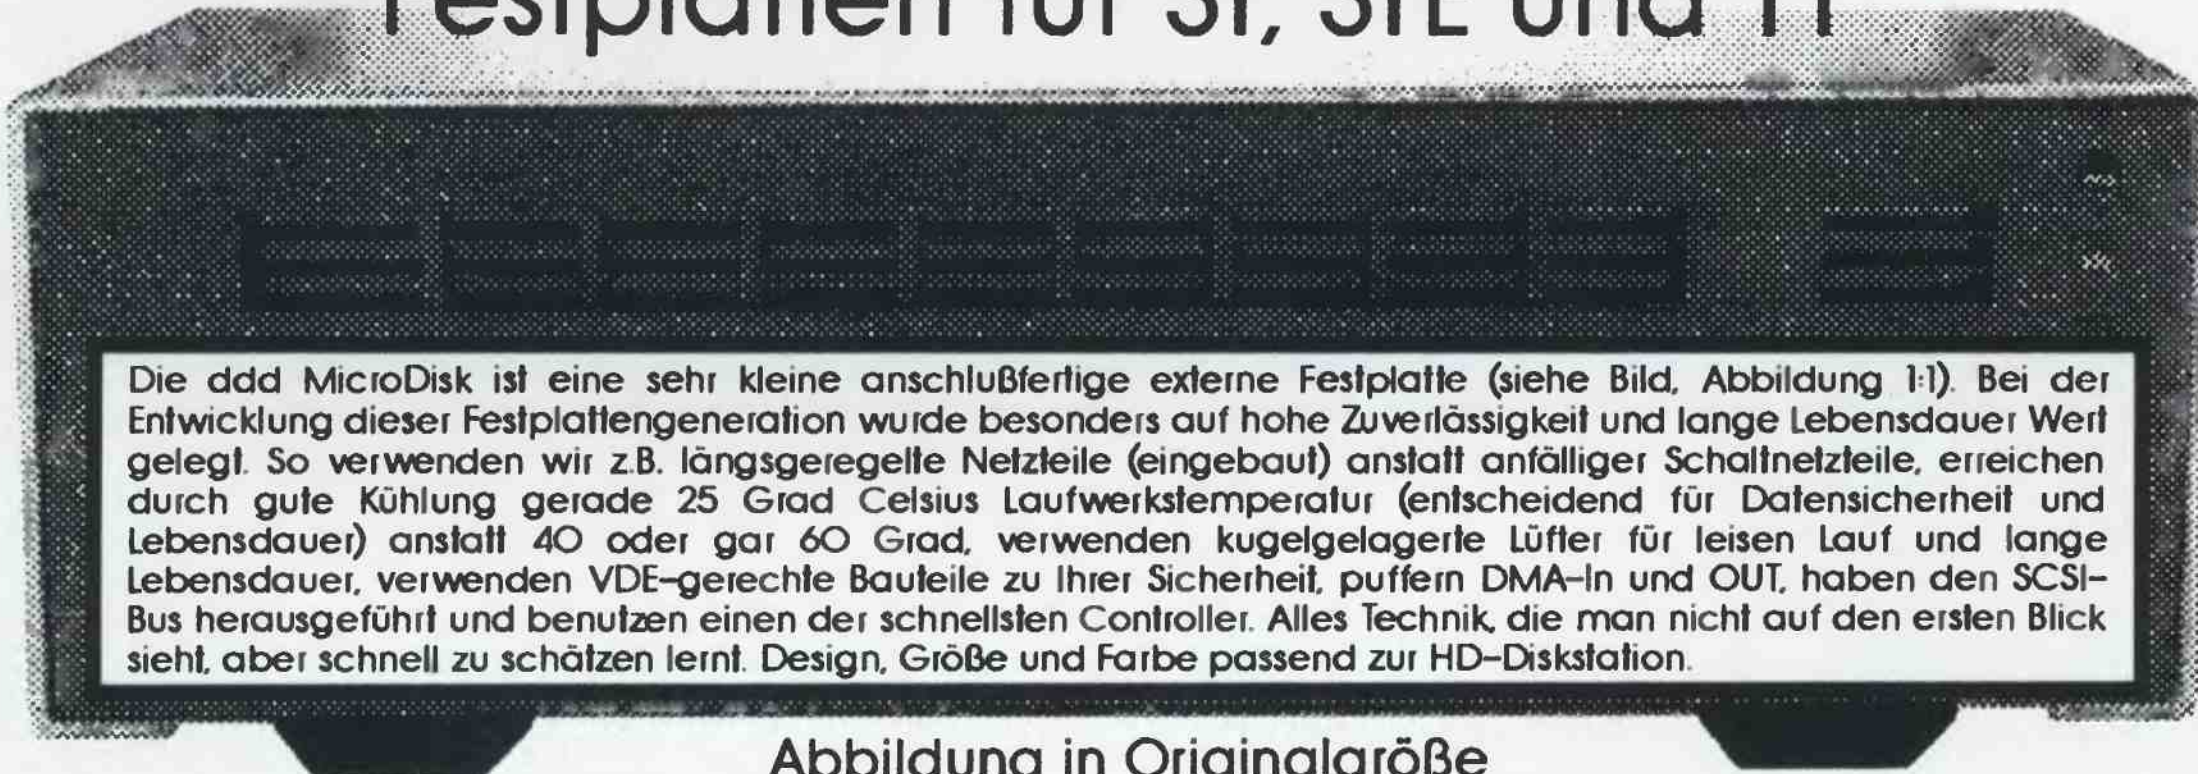 Festplatten für ST, STE und TT
Die ddd MicroDisk ist eine sehr kleine anschlußfertige externe Festplatte (siehe Bild, Abbildung 1:1). Bei der
Entwicklung dieser Festplattengeneration wurde besonders auf hohe Zuverlässigkeit und lange Lebensdauer Wert
gelegt. So verwenden wir z.B. längsgeregelte Netzteile (eingebaut) anstatt anfälliger Schaltnetzteile, erreichen
durch gute Kühlung gerade 25 Grad Celsius Laufwerkstemperatur (entscheidend für Datensicherheit und
Lebensdauer) anstatt 40 oder gar 60 Grad, verwenden kugelgelagerte Lüfter für leisen Lauf und lange
Lebensdauer, verwenden VDE-gerechte Bauteile zu Ihrer Sicherheit, puffern DMA-In und OUT, haben den SCSI-
Bus herausgeführt und benutzen einen der schnellsten Controller. Alles Technik, die man nicht auf den ersten Blick
sieht, aber schnell zu schätzen lernt. Design, Größe und Farbe passend zur HD-Diskstation.
Abbildung in Originalgröße